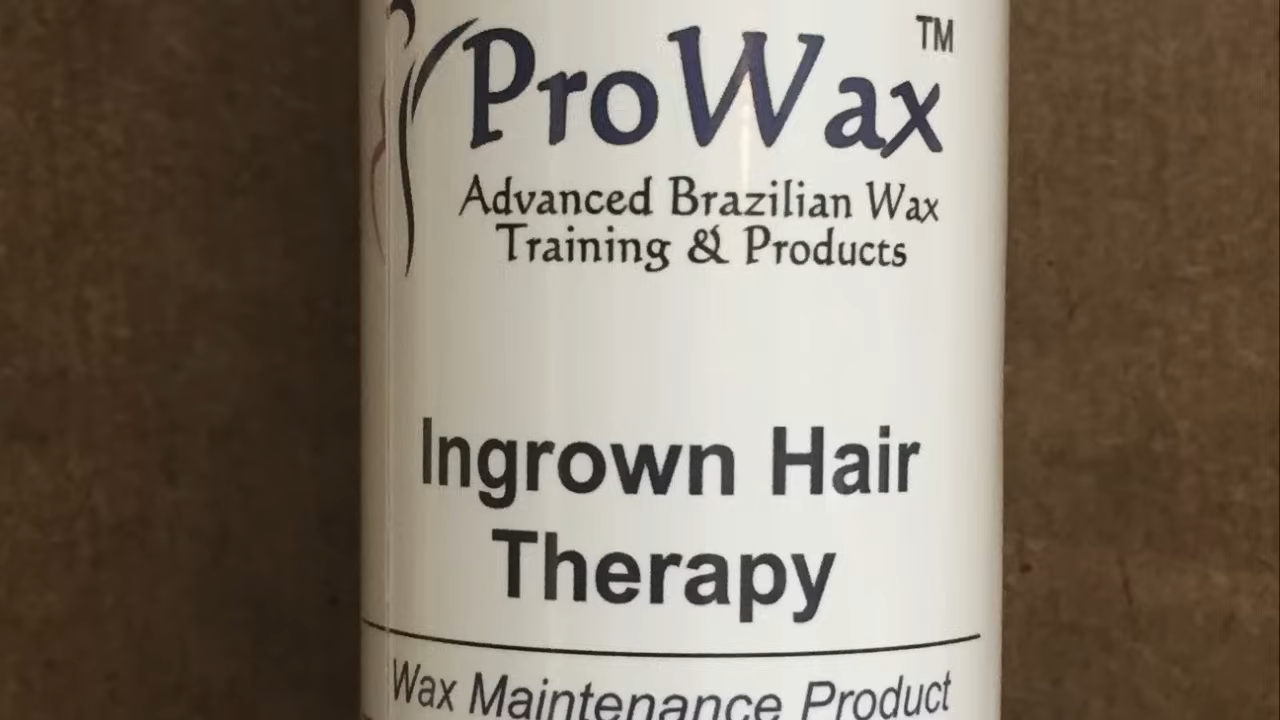 ProWax™
Advanced Brazilian Wax
Training & Products
Ingrown Hair
Therapy
Wax Maintenance Product